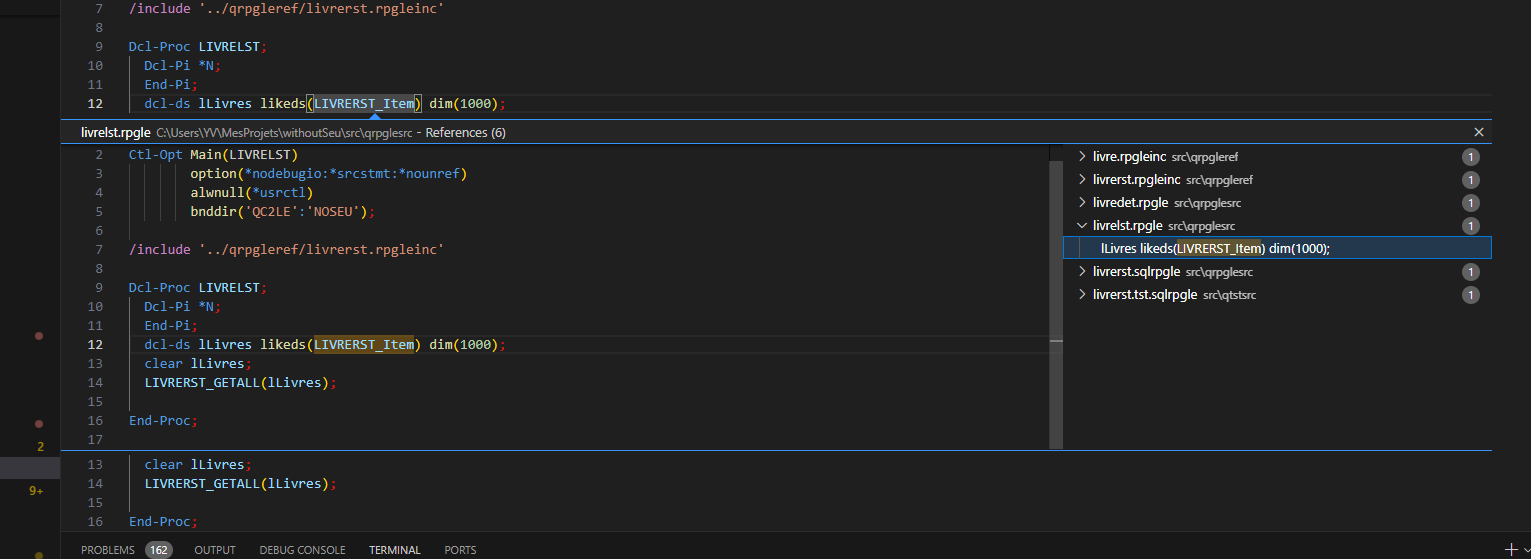 7 /include '../qrpgleref/livrerst.rpgleinc'
8
9 Dcl-Proc LIVRELST;
10 Dcl-Pi *N;
11 End-Pi;
12 dcl-ds lLivres likeds(LIVRERST_Item) dim(1000);
livrelst.rpgle C:\Users\YV\MesProjets\withoutSeu\src\qrpglesrc - References (6)
2 Ctl-Opt Main(LIVRELST)
3 option(*nodebugio:*srcstmt:*nounref)
4 alwnull(*usrctl)
5 bnddir('QC2LE':'NOSEU');
6
7 /include '../qrpgleref/livrerst.rpgleinc'
8
9 Dcl-Proc LIVRELST;
10 Dcl-Pi *N;
11 End-Pi;
12 dcl-ds lLivres likeds(LIVRERST_Item) dim(1000);
13 clear lLivres;
14 LIVRERST_GETALL(lLivres);
15
16 End-Proc;
17
livre.rpgleinc src\qrpgleref 1
livrerst.rpgleinc src\qrpgleref 1
livredet.rpgle src\qrpglesrc 1
livrelst.rpgle src\qrpglesrc 1
lLivres likeds(LIVRERST_Item) dim(1000);
livrerst.sqlrpgle src\qrpglesrc 1
livrerst.tst.sqlrpgle src\qtstsrc 1
2
9+
13 clear lLivres;
14 LIVRERST_GETALL(lLivres);
15
16 End-Proc;
PROBLEMS 162 OUTPUT DEBUG CONSOLE TERMINAL PORTS